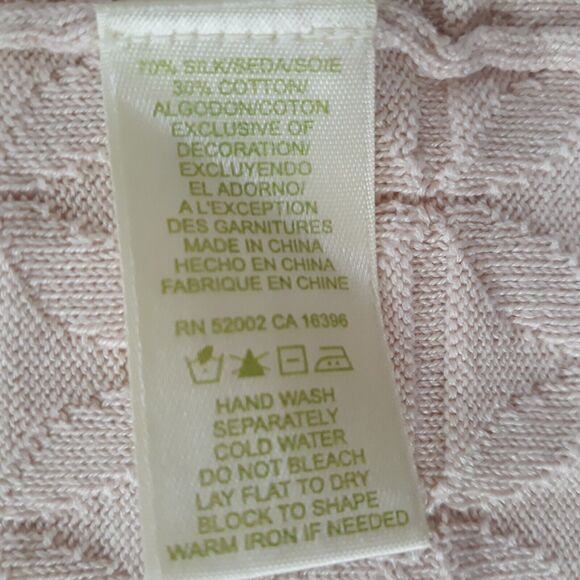 70% SILK/SEDA/SOIE
30% COTTON/
ALGODON/COTON
EXCLUSIVE OF
DECORATION/
EXCLUYENDO
EL ADORNO/
A L'EXCEPTION
DES GARNITURES
MADE IN CHINA
HECHO EN CHINA
FABRIQUE EN CHINE
RN 52002 CA 16396
HAND WASH
SEPARATELY
COLD WATER
DO NOT BLEACH
LAY FLAT TO DRY
BLOCK TO SHAPE
WARM IRON IF NEEDED